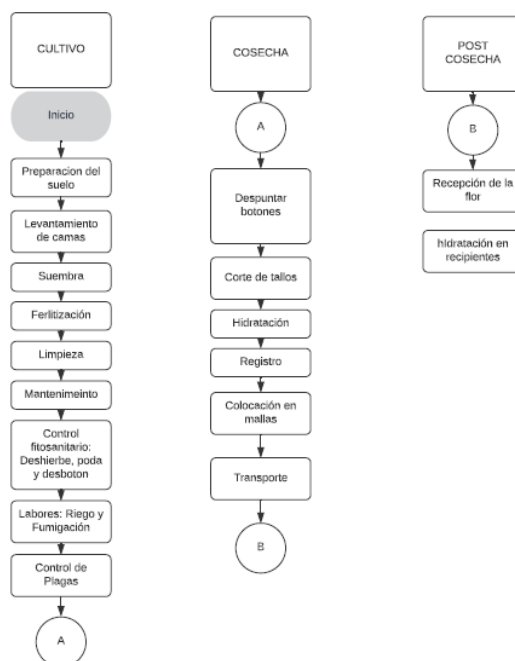 CULTIVO
Inicio
Preparacion del
suelo
Levantamiento
de camas
Suembra
Ferlitización
Limpieza
Mantenimeinto
Control
fitosanitario:
Deshierbe, poda
y desboton
Labores: Riego y
Fumigación
Control de
Plagas
A
COSECHA
A
Despuntar
botones
Corte de tallos
Hidratación
Registro
Colocación en
mallas
Transporte
B
POST
COSECHA
B
Recepción de la
flor
hIdratación en
recipientes